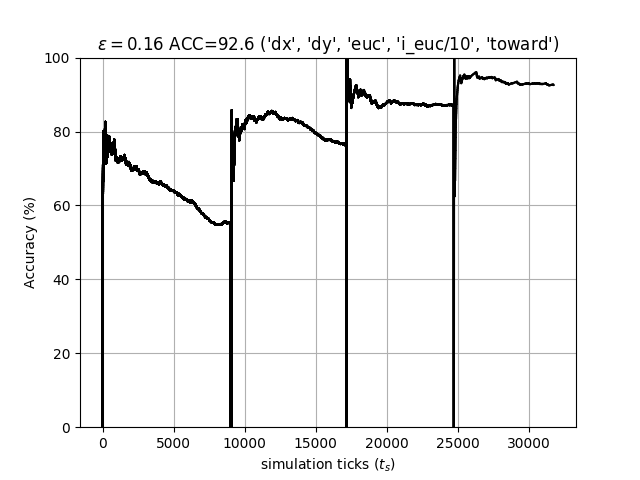 ε = 0.16 ACC=92.6 ('dx', 'dy', 'euc', 'i_euc/10', 'toward')
100
80
60
40
20
0
Accuracy (%)
0 5000 10000 15000 20000 25000 30000
simulation ticks (tₛ)